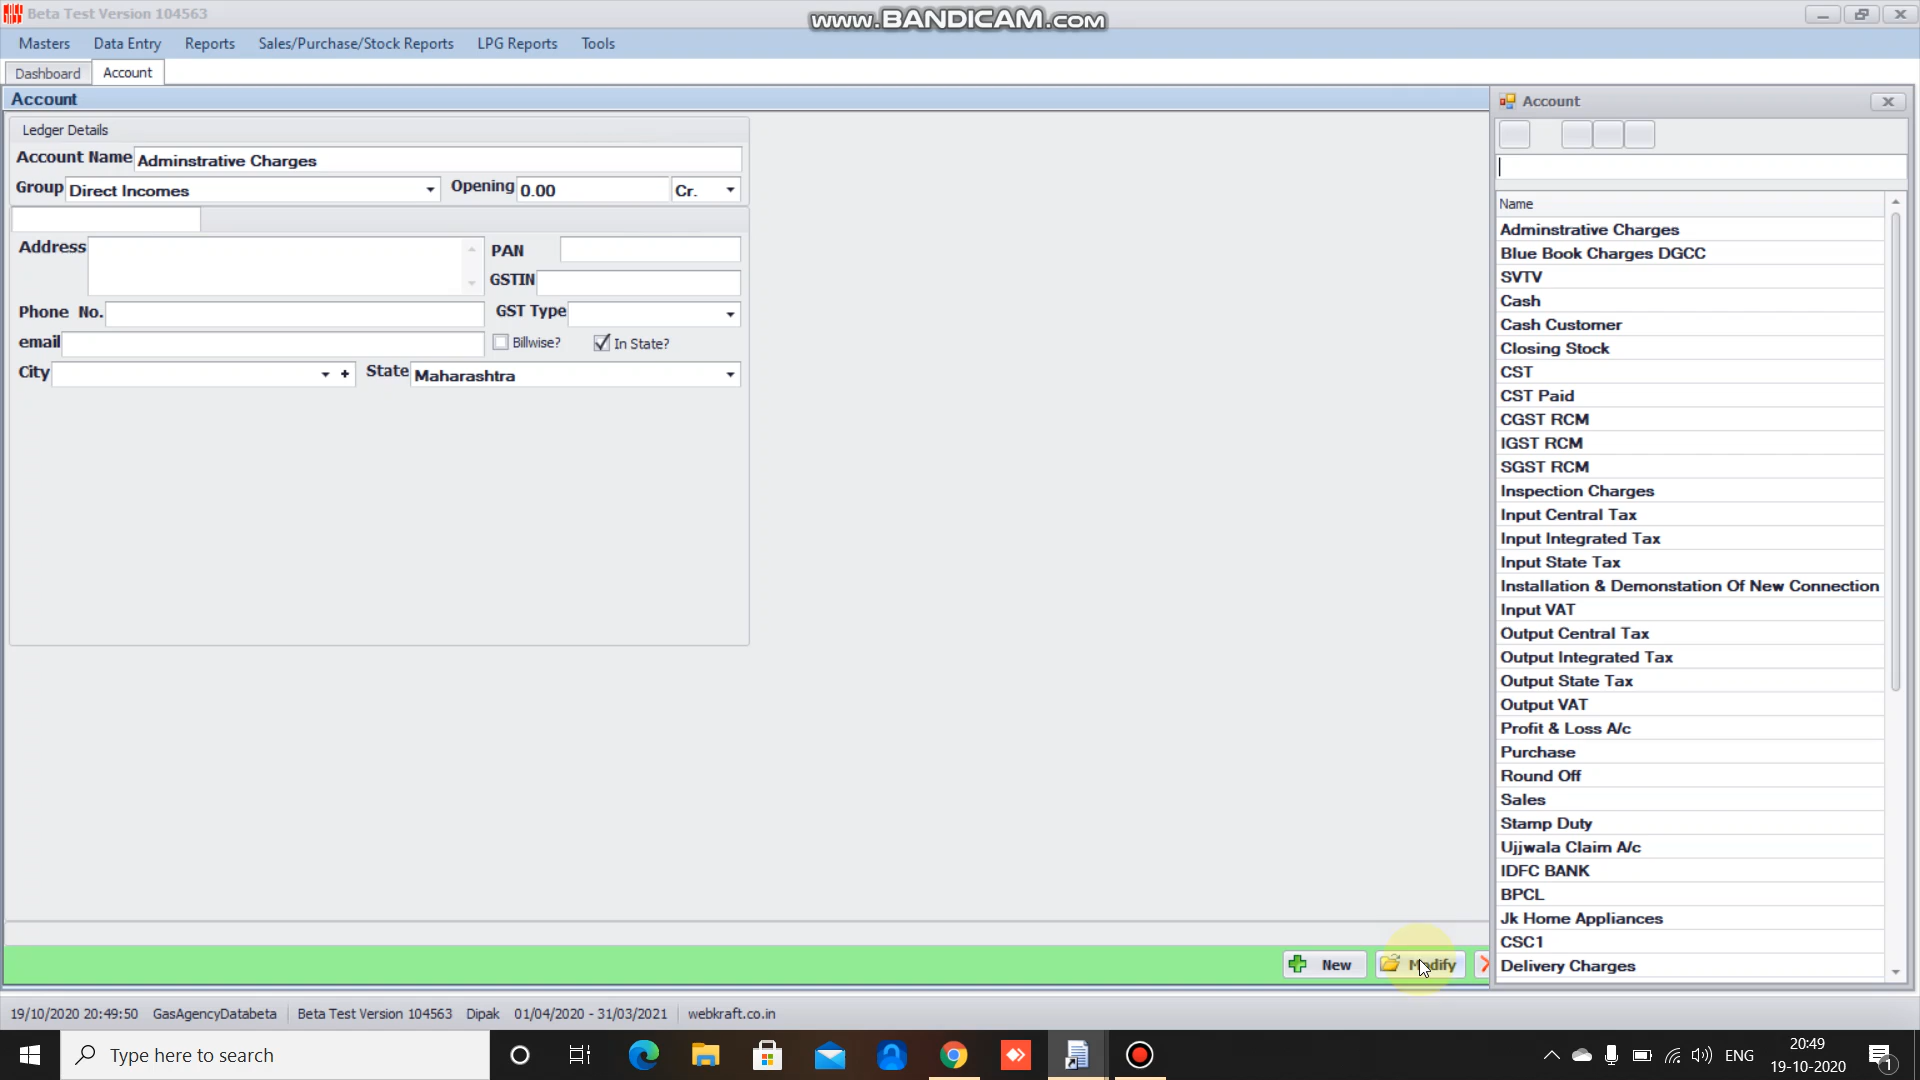 Beta Test Version 104563
www.BANDICAM.com
Masters Data Entry Reports Sales/Purchase/Stock Reports LPG Reports Tools
Dashboard Account
Account
Ledger Details
Account Name Adminstrative Charges
Group Direct Incomes Opening 0.00 Cr.
Address PAN
GSTIN
Phone No. GST Type
email Billwise? In State?
City State Maharashtra
Account
Name
Adminstrative Charges
Blue Book Charges DGCC
SVTV
Cash
Cash Customer
Closing Stock
CST
CST Paid
CGST RCM
IGST RCM
SGST RCM
Inspection Charges
Input Central Tax
Input Integrated Tax
Input State Tax
Installation & Demonstation Of New Connection
Input VAT
Output Central Tax
Output Integrated Tax
Output State Tax
Output VAT
Profit & Loss A/c
Purchase
Round Off
Sales
Stamp Duty
Ujjwala Claim A/c
IDFC BANK
BPCL
Jk Home Appliances
CSC1
Delivery Charges
New Modify
19/10/2020 20:49:50 GasAgencyDatabeta Beta Test Version 104563 Dipak 01/04/2020 - 31/03/2021 webkraft.co.in
Type here to search
ENG
20:49
19-10-2020
1